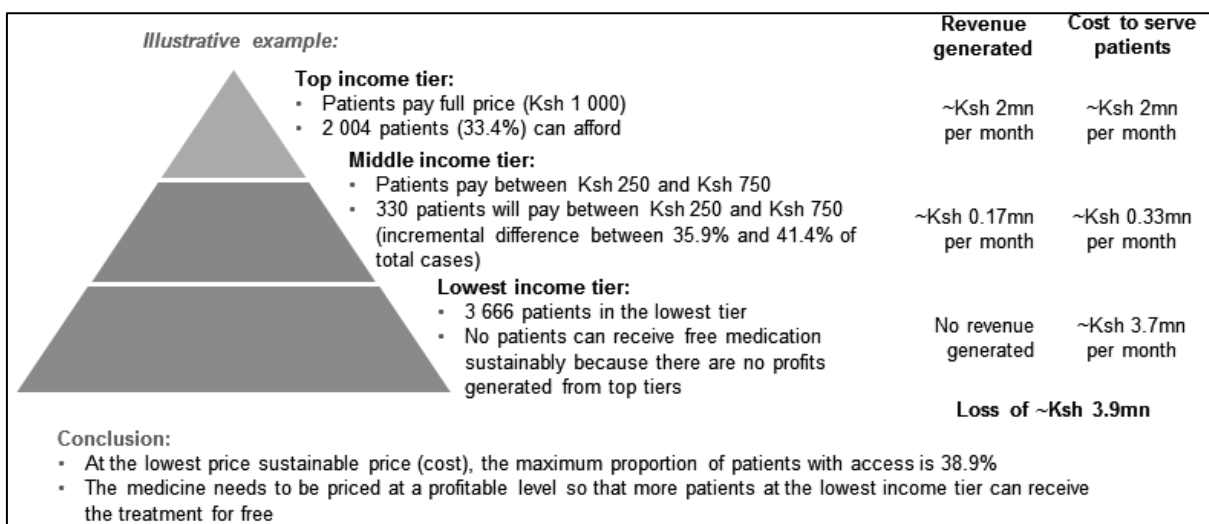 Illustrative example:
Revenue generated
Cost to serve patients
Top income tier:
• Patients pay full price (Ksh 1 000)
• 2 004 patients (33.4%) can afford
~Ksh 2mn per month
~Ksh 2mn per month
Middle income tier:
• Patients pay between Ksh 250 and Ksh 750
• 330 patients will pay between Ksh 250 and Ksh 750
(incremental difference between 35.9% and 41.4% of
total cases)
~Ksh 0.17mn per month
~Ksh 0.33mn per month
Lowest income tier:
• 3 666 patients in the lowest tier
• No patients can receive free medication
sustainably because there are no profits
generated from top tiers
No revenue generated
~Ksh 3.7mn per month
Loss of ~Ksh 3.9mn
Conclusion:
• At the lowest price sustainable price (cost), the maximum proportion of patients with access is 38.9%
• The medicine needs to be priced at a profitable level so that more patients at the lowest income tier can receive
the treatment for free